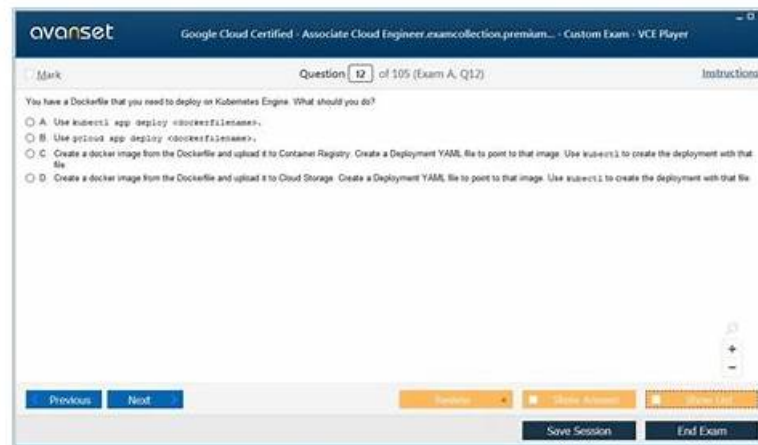 avanset
Google Cloud Certified - Associate Cloud Engineer.examcollection.premium... - Custom Exam - VCE Player
Mark
Question 12 of 105 (Exam A, Q12)
Instructions
You have a Dockerfile that you need to deploy on Kubernetes Engine. What should you do?
A. Use kubectl app deploy <dockerfilename>.
B. Use gcloud app deploy <dockerfilename>.
C. Create a docker image from the Dockerfile and upload it to Container Registry. Create a Deployment YAML file to point to that image. Use kubectl to create the deployment with that
file.
D. Create a docker image from the Dockerfile and upload it to Cloud Storage. Create a Deployment YAML file to point to that image. Use kubectl to create the deployment with that file.
Previous
Next
Review
Show Answer
Show List
Save Session
End Exam